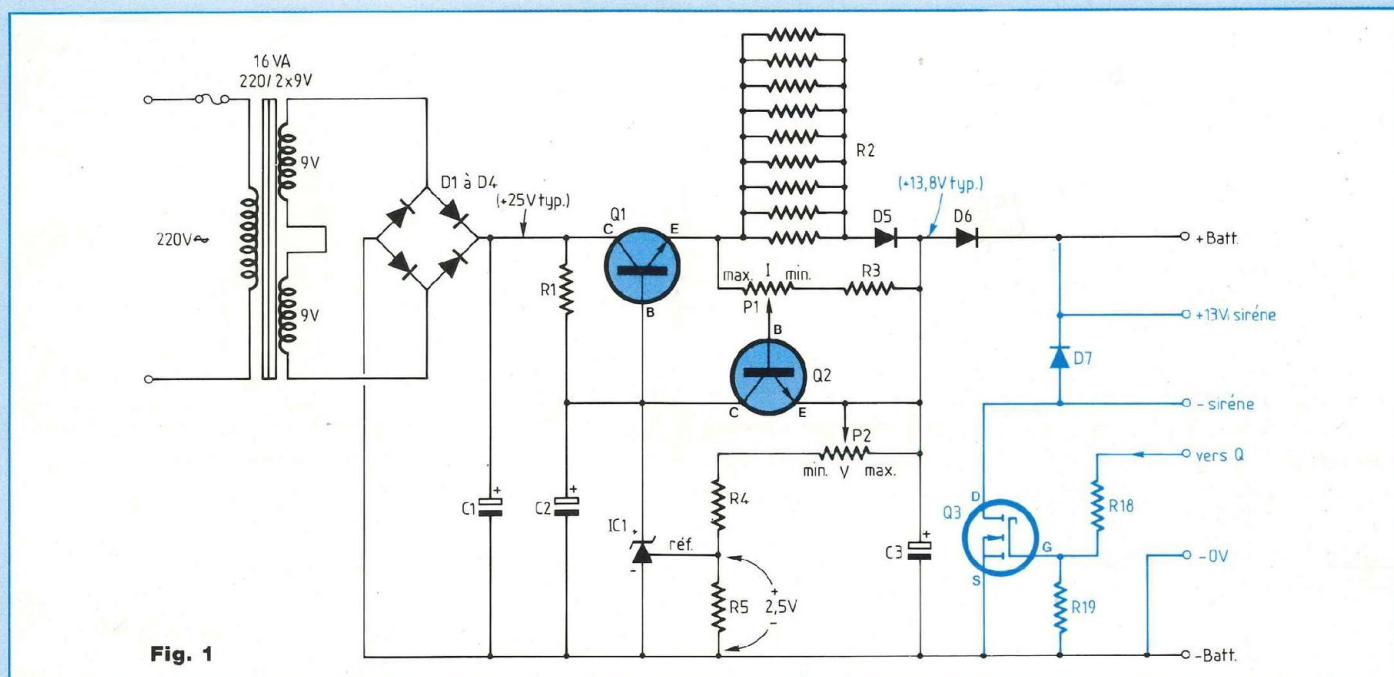 16 VA
220/2x9V
9V
9V
220V~
D1 à D4
(+25V typ.)
Q1
C
E
B
R1
R2
(+13,8V typ.)
D5
D6
max. I min.
P1
R3
B
Q2
C
E
P2
min. V max.
R4
IC1
+
-
réf.
R5
+
2,5V
-
C1
+
C2
+
C3
+
+Batt.
+13V siréne
D7
- siréne
vers Q
D
Q3
G
S
R18
R19
-0V
-Batt.
Fig. 1